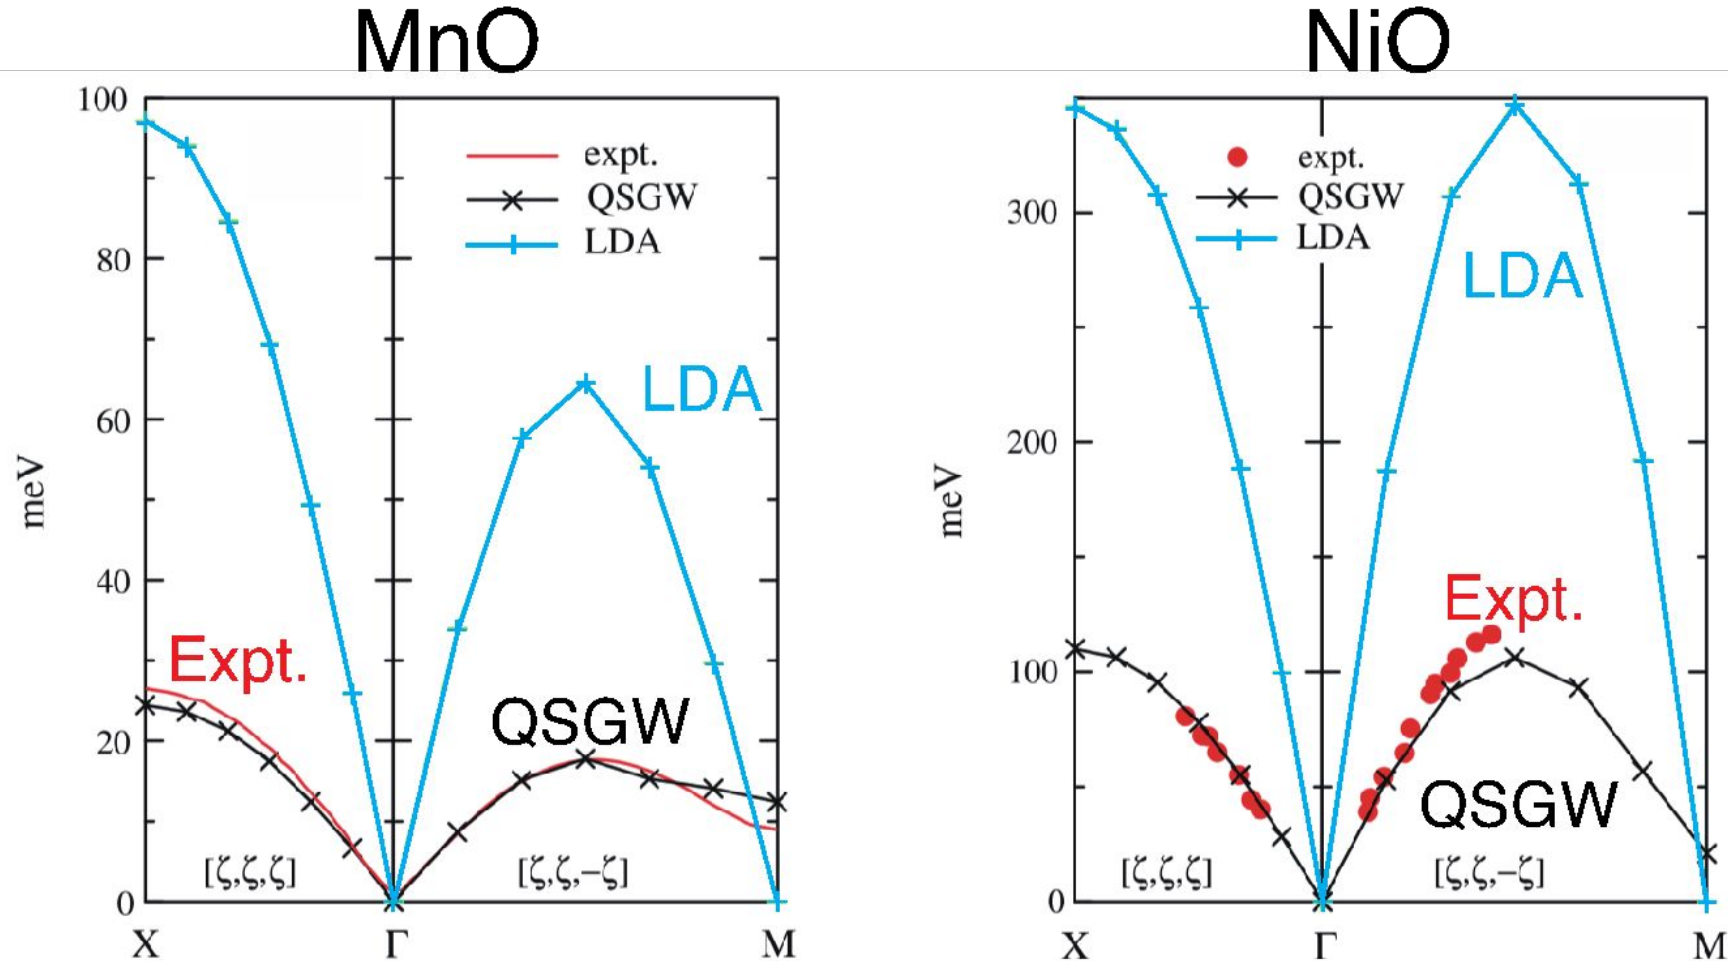 MnO
100
80
60
40
20
0
meV
expt.
QSGW
LDA
LDA
Expt.
QSGW
[ζ,ζ,ζ]
[ζ,ζ,−ζ]
X
Γ
M
NiO
300
200
100
0
meV
expt.
QSGW
LDA
LDA
Expt.
QSGW
[ζ,ζ,ζ]
[ζ,ζ,−ζ]
X
Γ
M